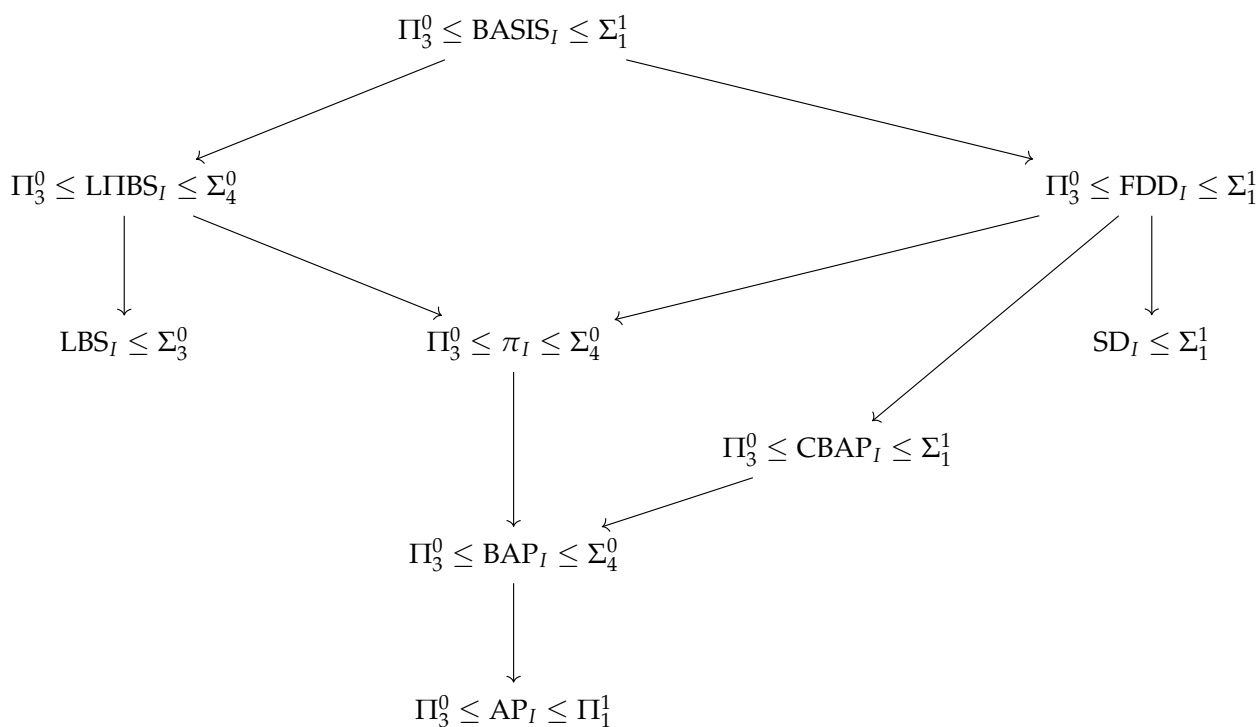 Π⁰₃ ≤ BASIS_I ≤ Σ¹₁
Π⁰₃ ≤ LΠBS_I ≤ Σ⁰₄
Π⁰₃ ≤ FDD_I ≤ Σ¹₁
LBS_I ≤ Σ⁰₃
Π⁰₃ ≤ π_I ≤ Σ⁰₄
SD_I ≤ Σ¹₁
Π⁰₃ ≤ CBAP_I ≤ Σ¹₁
Π⁰₃ ≤ BAP_I ≤ Σ⁰₄
Π⁰₃ ≤ AP_I ≤ Π¹₁